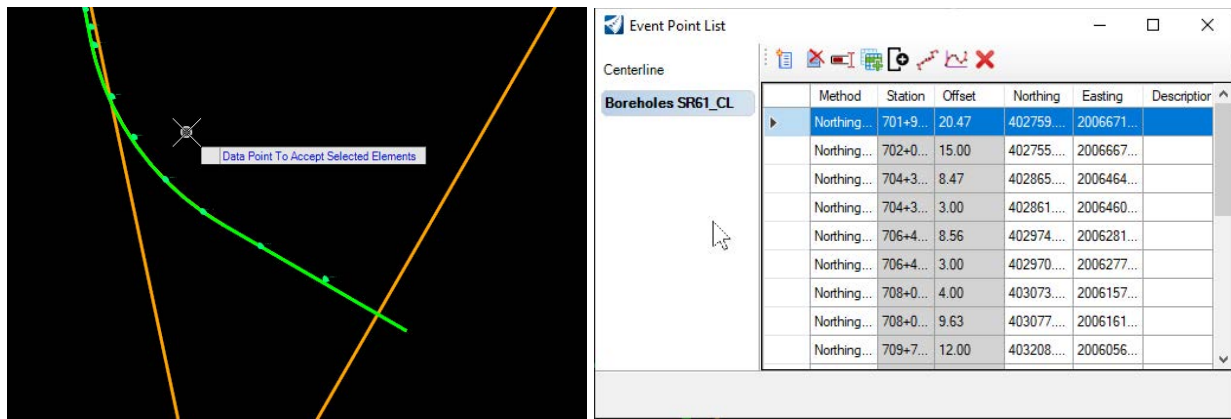 Data Point To Accept Selected Elements
Event Point List
Centerline
Boreholes SR61_CL
Method Station Offset Northing Easting Description
Northing... 701+9... 20.47 402759.... 2006671...
Northing... 702+0... 15.00 402755.... 2006667...
Northing... 704+3... 8.47 402865.... 2006464...
Northing... 704+3... 3.00 402861.... 2006460...
Northing... 706+4... 8.56 402974.... 2006281...
Northing... 706+4... 3.00 402970.... 2006277...
Northing... 708+0... 4.00 403073.... 2006157...
Northing... 708+0... 9.63 403077.... 2006161...
Northing... 709+7... 12.00 403208.... 2006056...